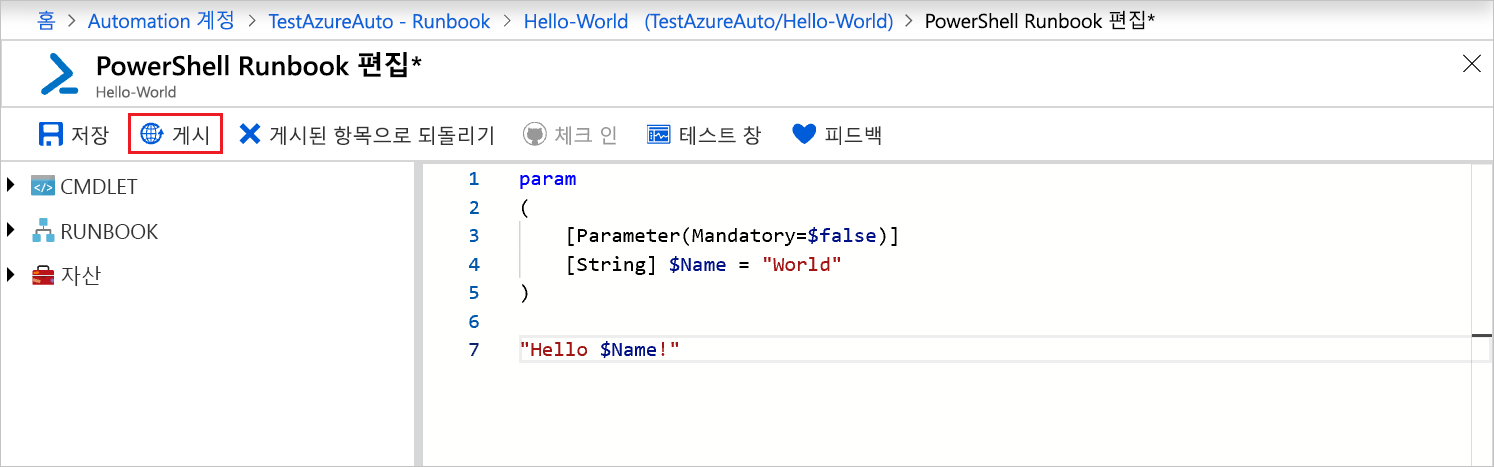 홈 > Automation 계정 > TestAzureAuto - Runbook > Hello-World (TestAzureAuto/Hello-World) > PowerShell Runbook 편집*
PowerShell Runbook 편집*
Hello-World
저장 게시 게시된 항목으로 되돌리기 체크 인 테스트 창 피드백
CMDLET
RUNBOOK
자산
1 param
2 (
3 [Parameter(Mandatory=$false)]
4 [String] $Name = "World"
5 )
6
7 "Hello $Name!"